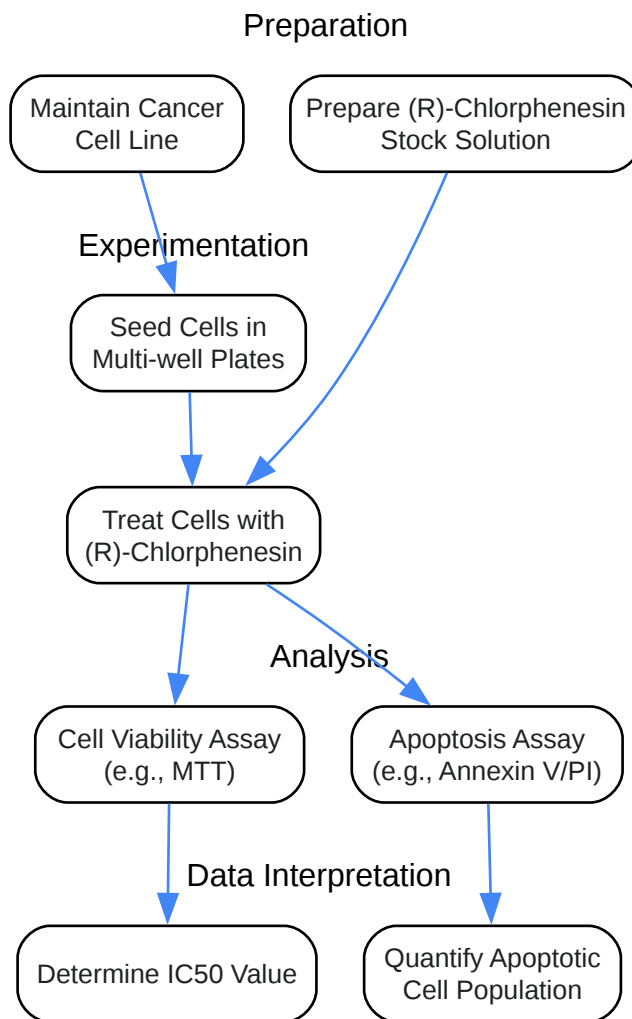 Preparation
Maintain Cancer
Cell Line
Prepare (R)-Chlorphenesin
Stock Solution
Experimentation
Seed Cells in
Multi-well Plates
Treat Cells with
(R)-Chlorphenesin
Analysis
Cell Viability Assay
(e.g., MTT)
Apoptosis Assay
(e.g., Annexin V/PI)
Data Interpretation
Determine IC50 Value
Quantify Apoptotic
Cell Population